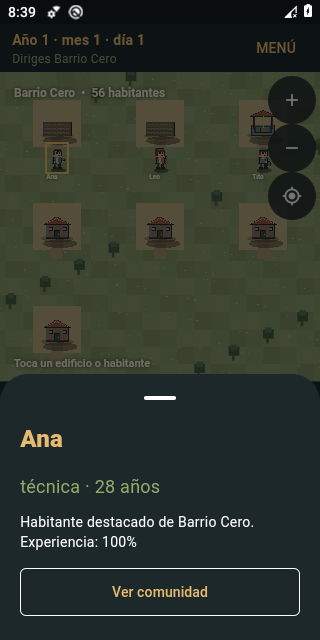 8:39
Año 1 · mes 1 · día 1
Diriges Barrio Cero
MENÚ
Barrio Cero • 56 habitantes
Ana
Leo
Tito
Toca un edificio o habitante
Ana
técnica · 28 años
Habitante destacado de Barrio Cero.
Experiencia: 100%
Ver comunidad